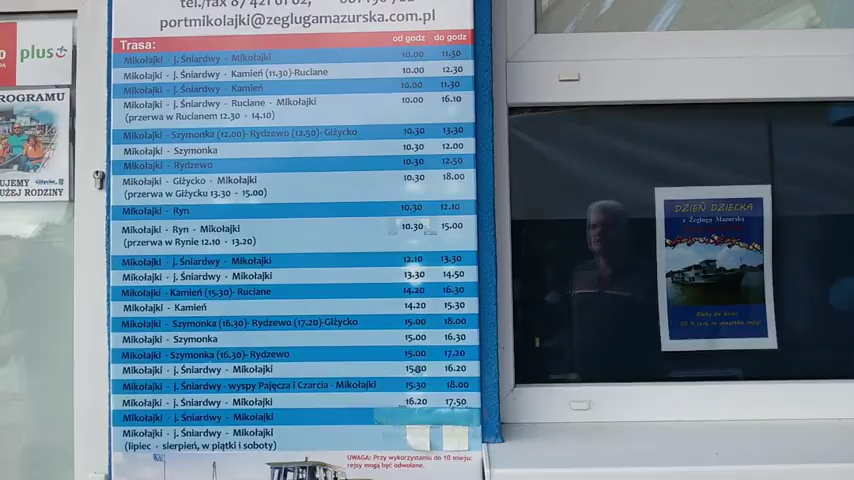 tel./fax 87 421 61 02,
portmikolajki@zeglugamazurska.com.pl
Trasa: od godz do godz
Mikołajki - j. Śniardwy - Mikołajki 10.00 11.30
Mikołajki - j. Śniardwy - Kamień (11.30)- Ruciane 10.00 12.30
Mikołajki - j. Śniardwy - Kamień 10.00 11.30
Mikołajki - j. Śniardwy - Ruciane - Mikołajki 10.00 16.10
(przerwa w Rucianem 12.30 - 14.10)
Mikołajki - Szymonka (12.00)- Rydzewo (12.50)- Giżycko 10.30 13.30
Mikołajki - Szymonka 10.30 12.00
Mikołajki - Rydzewo 10.30 12.50
Mikołajki - Giżycko - Mikołajki 10.30 18.00
(przerwa w Giżycku 13.30 - 15.00)
Mikołajki - Ryn 10.30 12.10
Mikołajki - Ryn - Mikołajki 10.30 15.00
(przerwa w Rynie 12.10 - 13.20)
Mikołajki - j. Śniardwy - Mikołajki 12.10 13.30
Mikołajki - j. Śniardwy - Mikołajki 13.30 14.50
Mikołajki - Kamień (15.30)- Ruciane 14.20 16.30
Mikołajki - Kamień 14.20 15.30
Mikołajki - Szymonka (16.30)- Rydzewo (17.20)-Giżycko 15.00 18.00
Mikołajki - Szymonka 15.00 16.30
Mikołajki - Szymonka (16.30)- Rydzewo 15.00 17.20
Mikołajki - j. Śniardwy - Mikołajki 16.20
Mikołajki - j. Śniardwy - wyspy Pajęcza i Czarcia - Mikołajki 15.30 18.00
Mikołajki - j. Śniardwy - Mikołajki 16.20 17.50
Mikołajki - j. Śniardwy - Mikołajki
Mikołajki - j. Śniardwy - Mikołajki
(lipiec - sierpień, w piątki i soboty)
UWAGA: Przy wykorzystaniu do 10 miejsc
rejsy mogą być odwołane.
plus
ROGRAMU
Giżycko
UJEMY
UŻEJ RODZINY
DZIEŃ DZIECKA
z Żeglugą Mazurską
Bilety dla dzieci
- 50 % ceny na wszystkie rejsy!